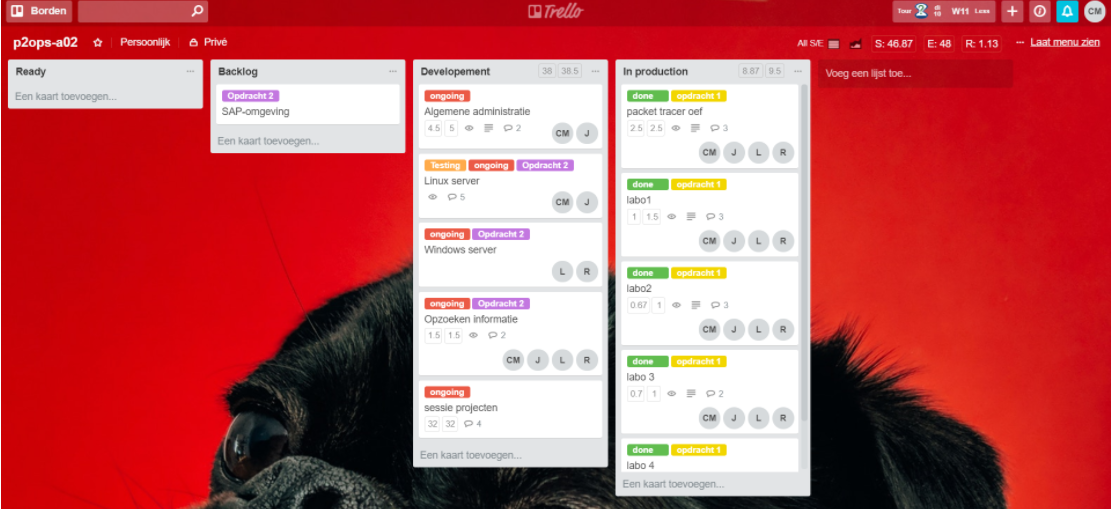 Borden
Trello
Tour
W11 Less
CM
p2ops-a02
Persoonlijk
Privé
All S/E
S: 46.87
E: 48
R: 1.13
... Laat menu zien
Ready
...
Een kaart toevoegen...
Backlog
...
Opdracht 2
SAP-omgeving
Een kaart toevoegen...
Developement
38 38.5
...
ongoing
Algemene administratie
4.5 5 2
CM J
Testing ongoing Opdracht 2
Linux server
5
CM J
ongoing Opdracht 2
Windows server
L R
ongoing Opdracht 2
Opzoeken informatie
1.5 1.5 2
CM J L R
ongoing
sessie projecten
32 32 4
Een kaart toevoegen...
In production
8.87 9.5
...
done opdracht 1
packet tracer oef
2.5 2.5 3
CM J L R
done opdracht 1
labo1
1 1.5 3
CM J L R
done opdracht 1
labo2
0.67 1 3
CM J L R
done opdracht 1
labo 3
0.7 1 2
CM J L R
done opdracht 1
labo 4
Een kaart toevoegen...
Voeg een lijst toe...